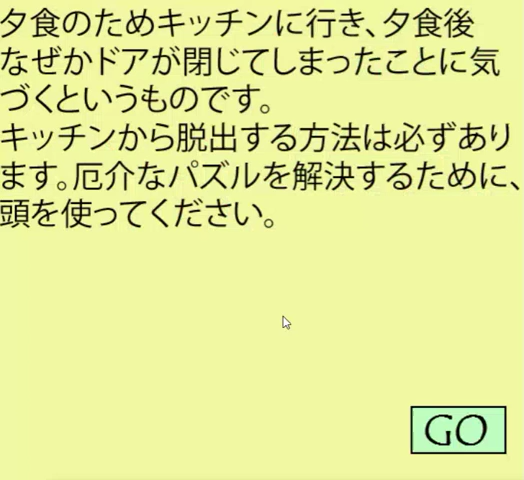 夕食のためキッチンに行き、夕食後
なぜかドアが閉じてしまったことに気
づくというものです。
キッチンから脱出する方法は必ずあり
ます。厄介なパズルを解決するために、
頭を使ってください。
GO